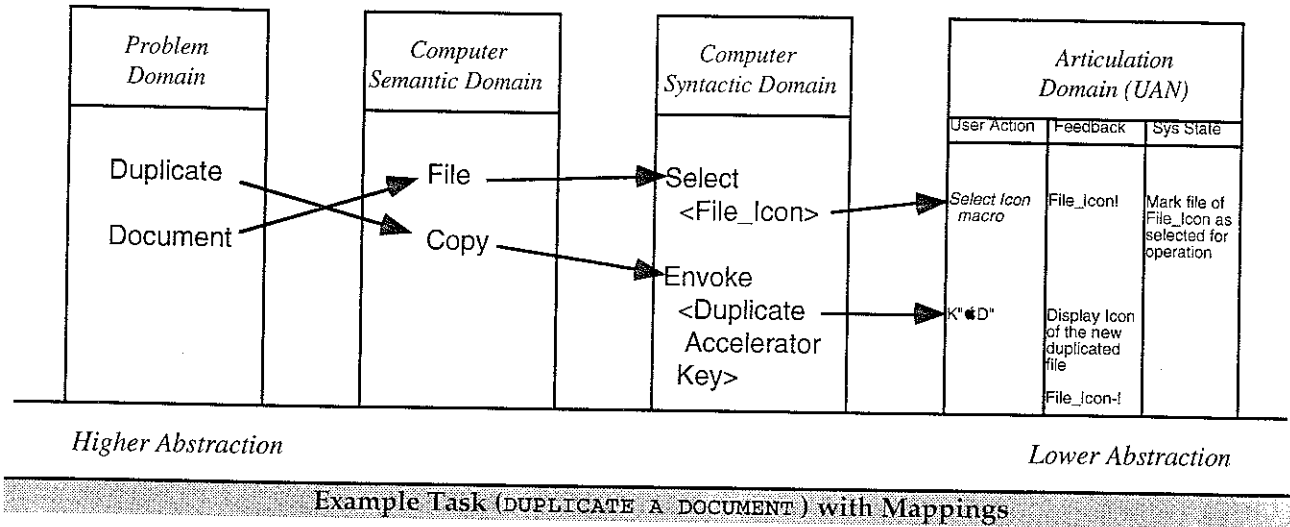 Problem
Domain
Computer
Semantic Domain
Computer
Syntactic Domain
Articulation
Domain (UAN)
User Action
Feedback
Sys State
Duplicate
Document
File
Copy
Select
<File_Icon>
Envoke
<Duplicate
Accelerator
Key>
Select Icon
macro
File_icon!
Mark file of
File_Icon as
selected for
operation
K"D"
Display Icon
of the new
duplicated
file
File_Icon-!
Higher Abstraction
Lower Abstraction
Example Task (DUPLICATE A DOCUMENT) with Mappings